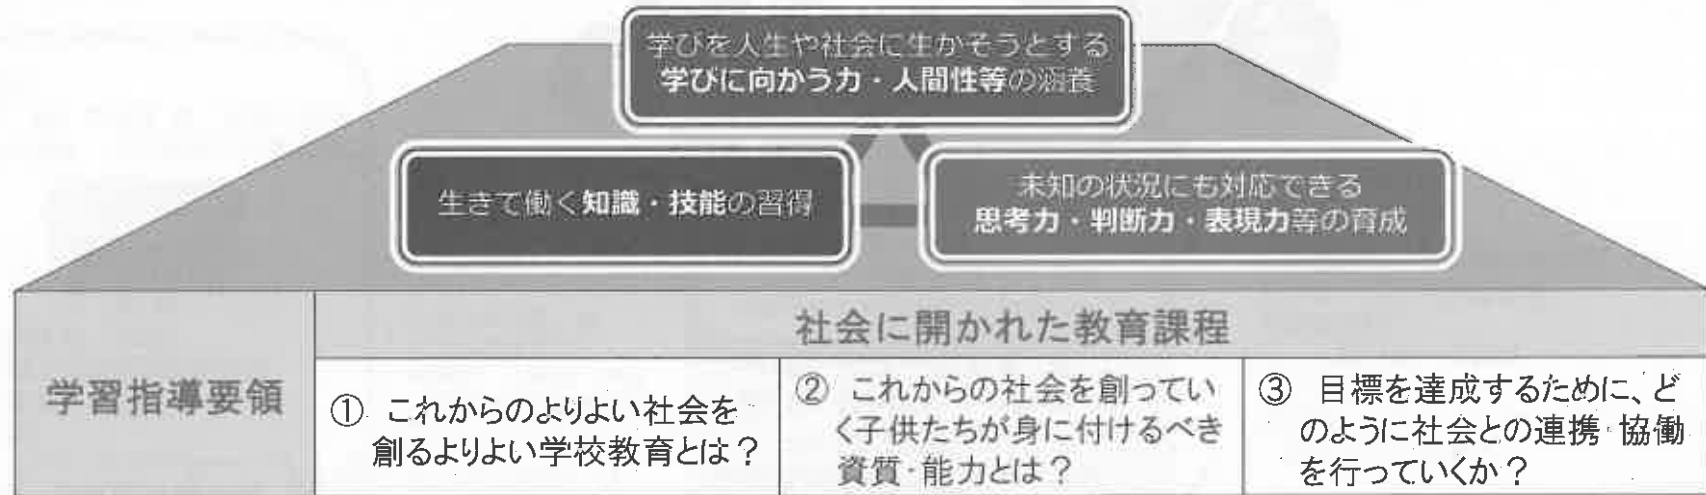 学びを人生や社会に生かそうとする
学びに向かう力・人間性等の涵養
生きて働く知識・技能の習得
未知の状況にも対応できる
思考力・判断力・表現力等の育成
社会に開かれた教育課程
学習指導要領
① これからのよりよい社会を
創るよりよい学校教育とは？
② これからの社会を創ってい
く子供たちが身に付けるべき
資質・能力とは？
③ 目標を達成するために、ど
のように社会との連携・協働
を行っていくか？